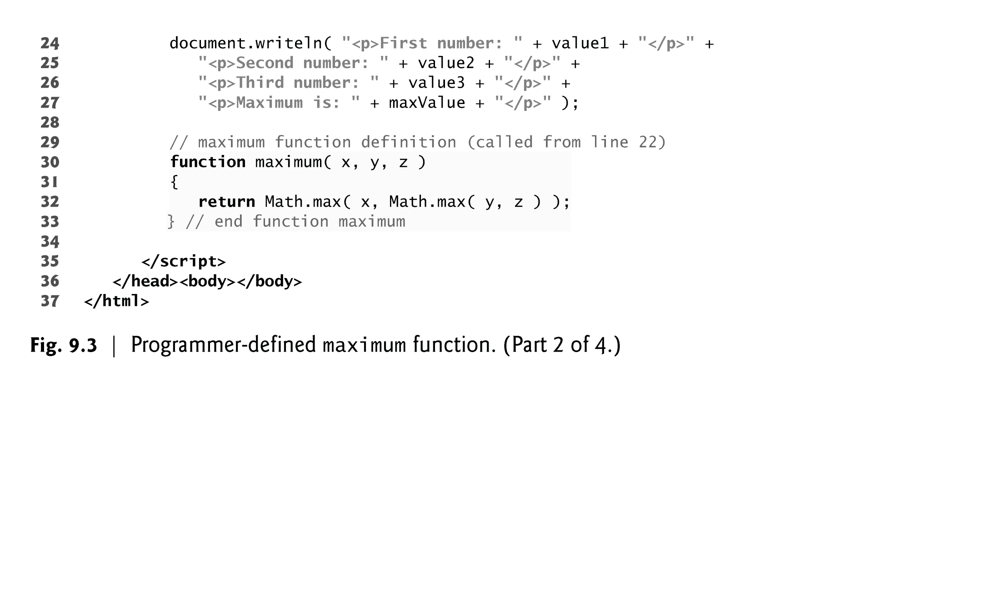 24 document.writeln( "<p>First number: " + value1 + "</p>" +
25 "<p>Second number: " + value2 + "</p>" +
26 "<p>Third number: " + value3 + "</p>" +
27 "<p>Maximum is: " + maxValue + "</p>" );
28
29 // maximum function definition (called from line 22)
30 function maximum( x, y, z )
31 {
32 return Math.max( x, Math.max( y, z ) );
33 } // end function maximum
34
35 </script>
36 </head><body></body>
37 </html>
Fig. 9.3 | Programmer-defined maximum function. (Part 2 of 4.)